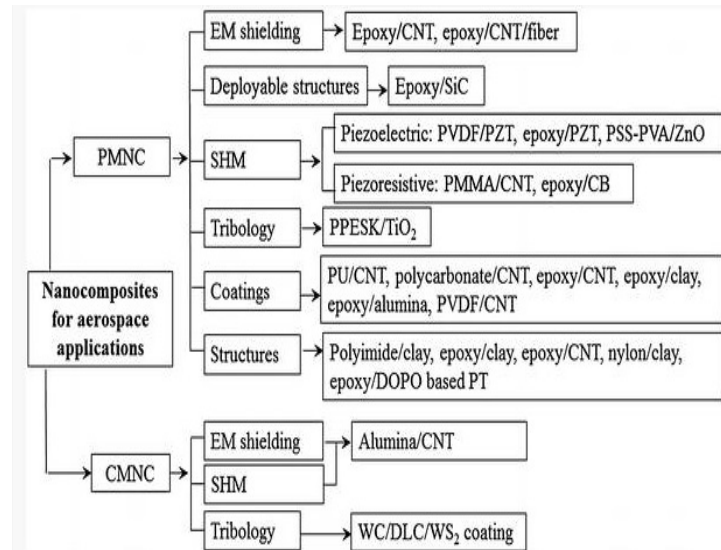 EM shielding
Epoxy/CNT, epoxy/CNT/fiber
Deployable structures
Epoxy/SiC
PMNC
SHM
Piezoelectric: PVDF/PZT, epoxy/PZT, PSS-PVA/ZnO
Piezoresistive: PMMA/CNT, epoxy/CB
Tribology
PPESK/TiO₂
Nanocomposites
for aerospace
applications
Coatings
PU/CNT, polycarbonate/CNT, epoxy/CNT, epoxy/clay,
epoxy/alumina, PVDF/CNT
Structures
Polyimide/clay, epoxy/clay, epoxy/CNT, nylon/clay,
epoxy/DOPO based PT
CMNC
EM shielding
SHM
Alumina/CNT
Tribology
WC/DLC/WS₂ coating